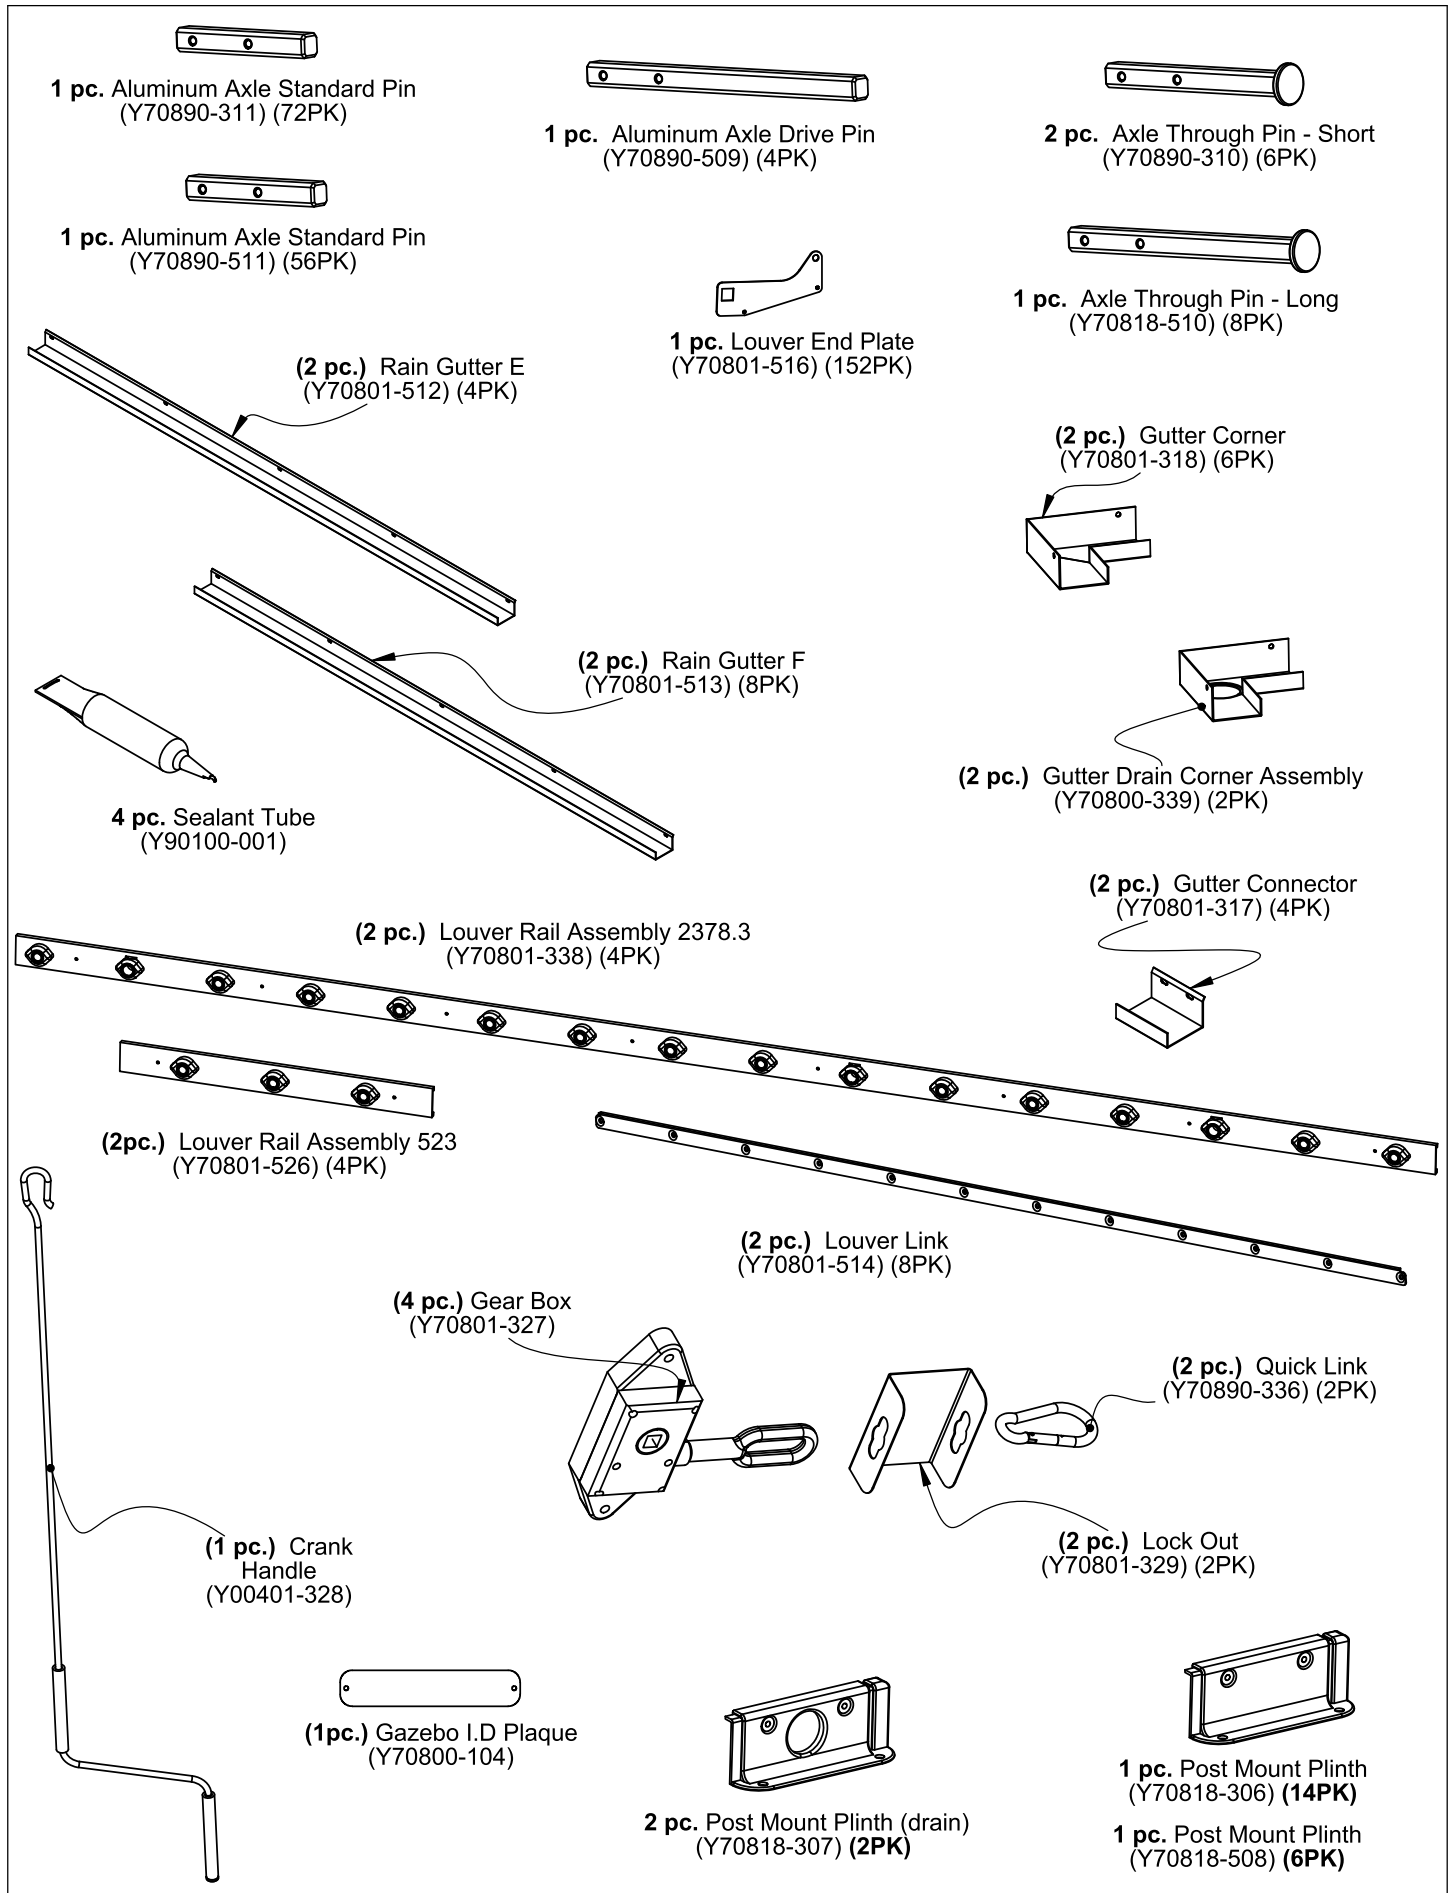 1 pc. Aluminum Axle Standard Pin
(Y70890-311) (72PK)
1 pc. Aluminum Axle Drive Pin
(Y70890-509) (4PK)
2 pc. Axle Through Pin - Short
(Y70890-310) (6PK)
1 pc. Aluminum Axle Standard Pin
(Y70890-511) (56PK)
1 pc. Axle Through Pin - Long
(Y70818-510) (8PK)
1 pc. Louver End Plate
(Y70801-516) (152PK)
(2 pc.) Rain Gutter E
(Y70801-512) (4PK)
(2 pc.) Gutter Corner
(Y70801-318) (6PK)
(2 pc.) Rain Gutter F
(Y70801-513) (8PK)
(2 pc.) Gutter Drain Corner Assembly
(Y70800-339) (2PK)
4 pc. Sealant Tube
(Y90100-001)
(2 pc.) Gutter Connector
(Y70801-317) (4PK)
(2 pc.) Louver Rail Assembly 2378.3
(Y70801-338) (4PK)
(2pc.) Louver Rail Assembly 523
(Y70801-526) (4PK)
(2 pc.) Louver Link
(Y70801-514) (8PK)
(4 pc.) Gear Box
(Y70801-327)
(2 pc.) Quick Link
(Y70890-336) (2PK)
(2 pc.) Lock Out
(Y70801-329) (2PK)
(1 pc.) Crank
Handle
(Y00401-328)
(1pc.) Gazebo I.D Plaque
(Y70800-104)
2 pc. Post Mount Plinth (drain)
(Y70818-307) (2PK)
1 pc. Post Mount Plinth
(Y70818-306) (14PK)
1 pc. Post Mount Plinth
(Y70818-508) (6PK)